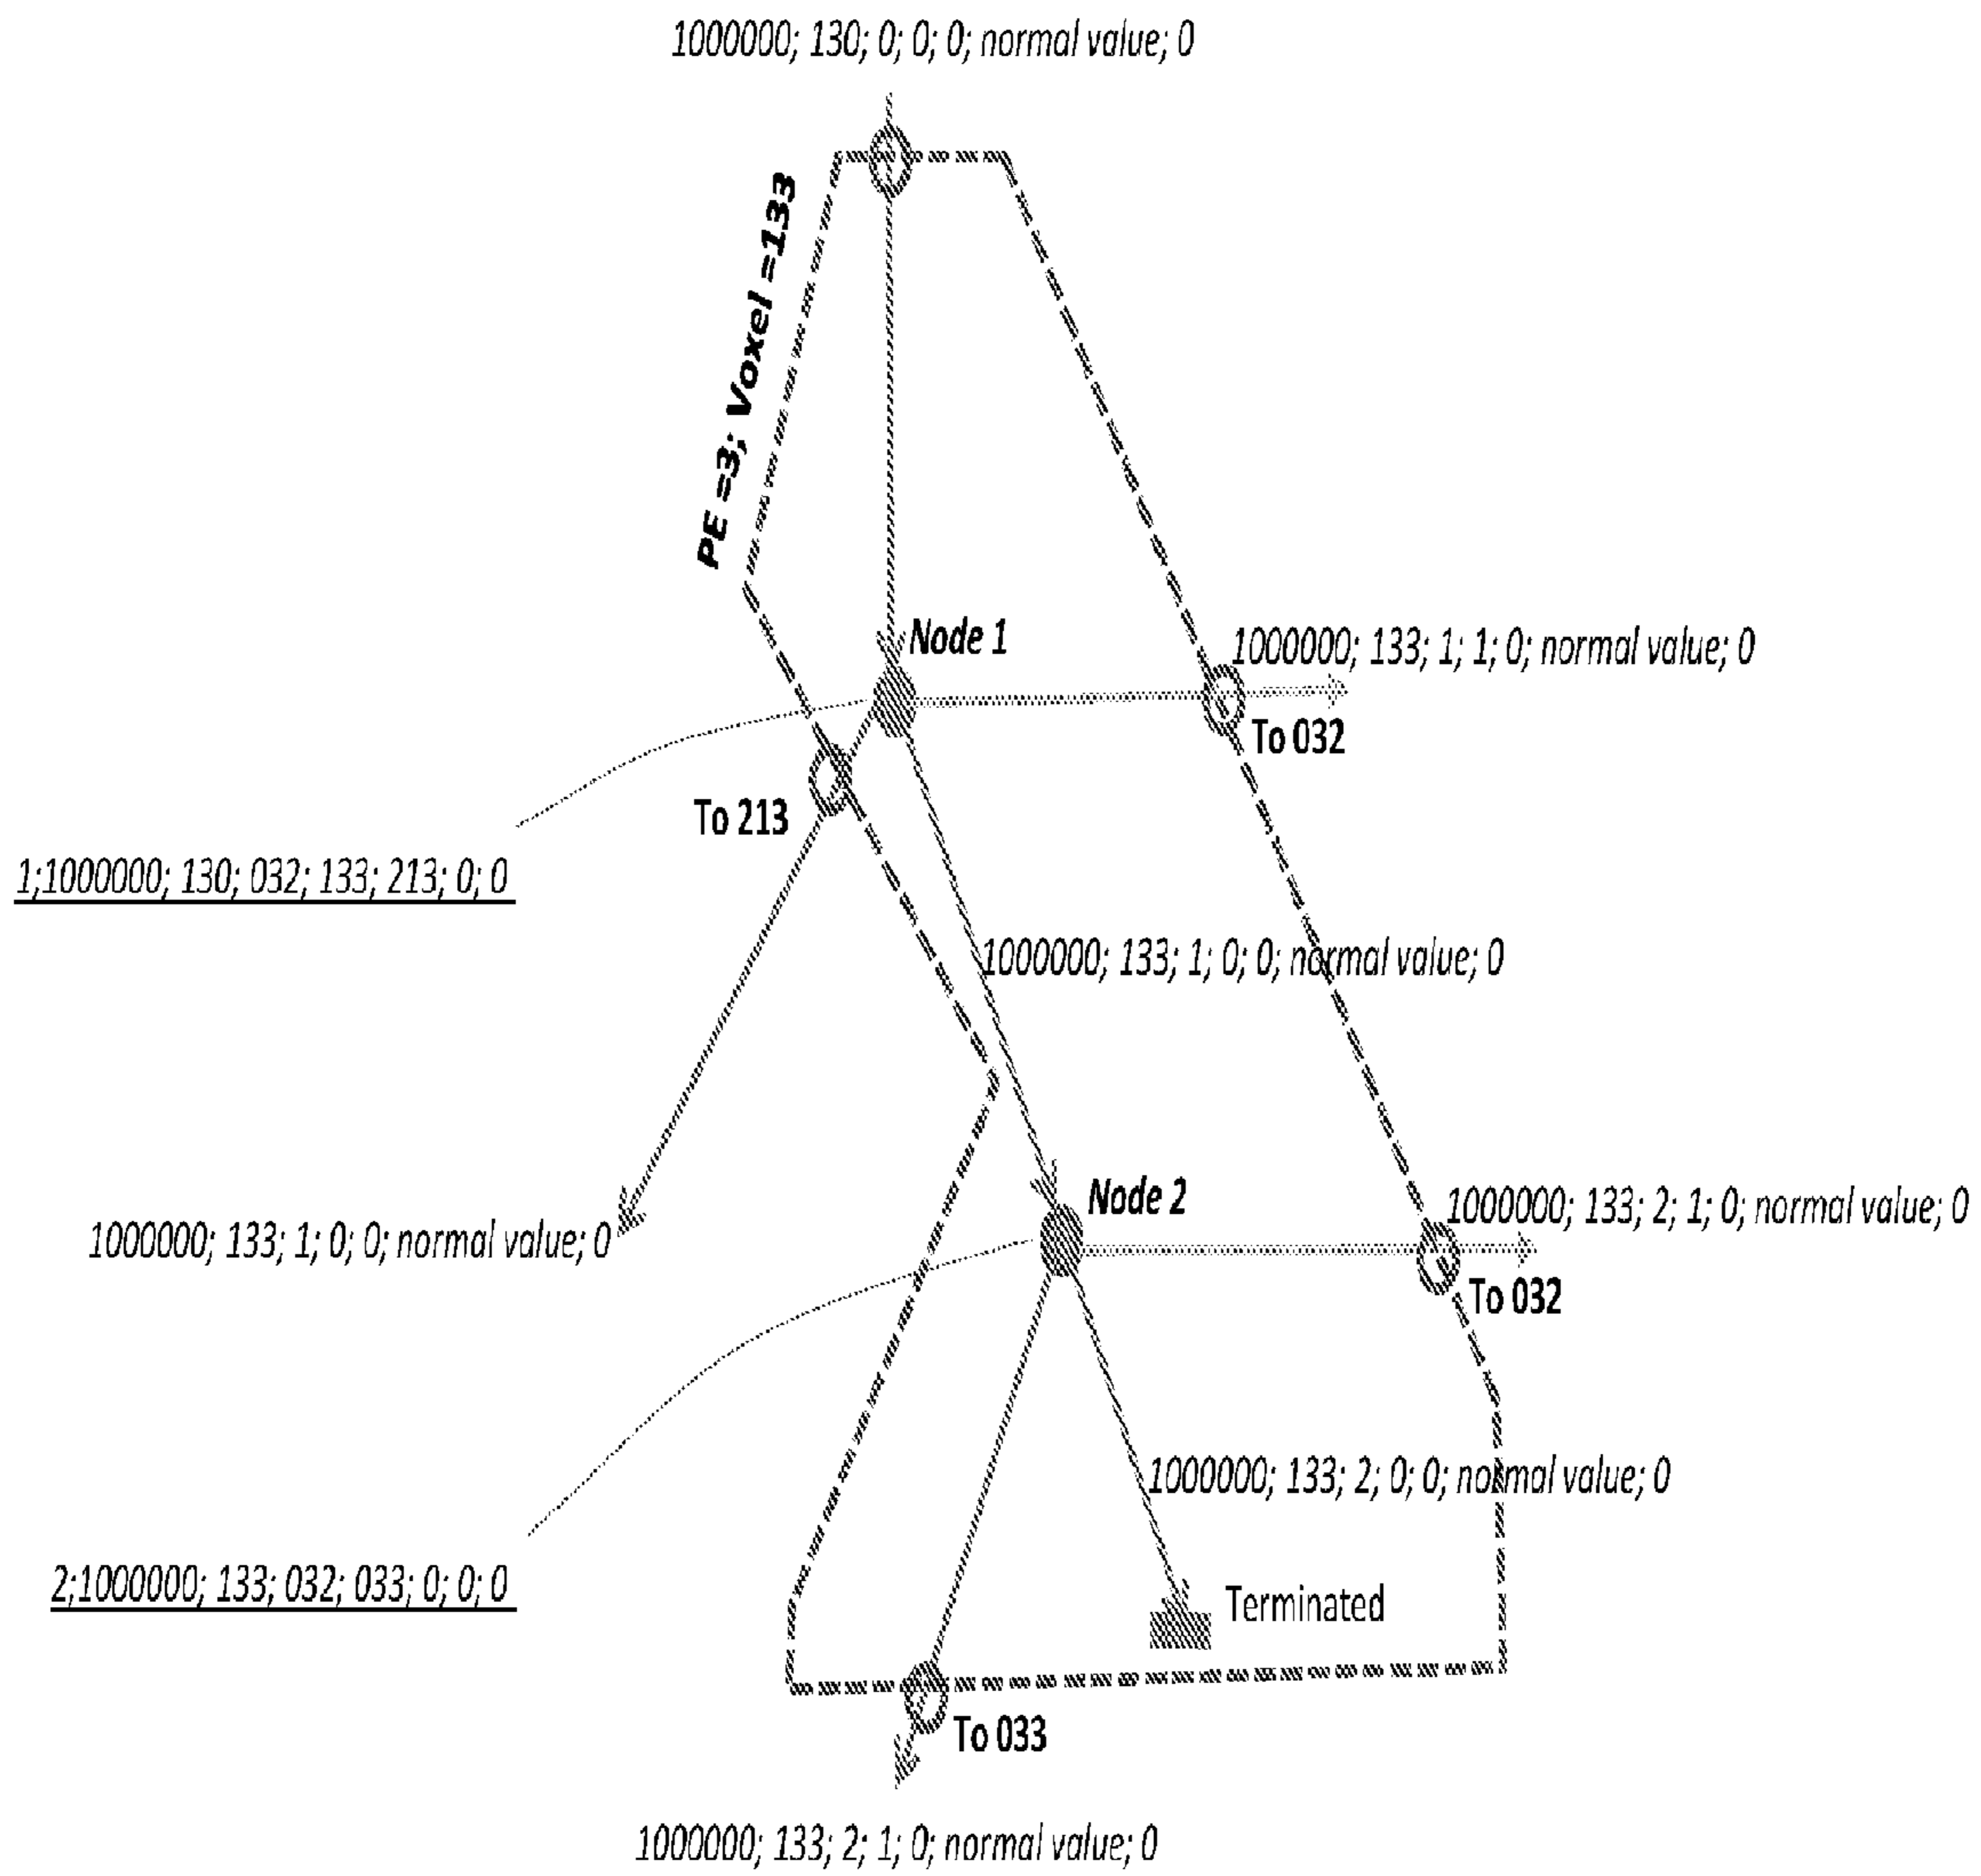 1000000; 130; 0; 0; 0; normal value; 0
PE =3; Voxel =133
Node 1
1000000; 133; 1; 1; 0; normal value; 0
To 032
To 213
1;1000000; 130; 032; 133; 213; 0; 0
1000000; 133; 1; 0; 0; normal value; 0
Node 2
1000000; 133; 2; 1; 0; normal value; 0
1000000; 133; 1; 0; 0; normal value; 0
To 032
1000000; 133; 2; 0; 0; normal value; 0
2;1000000; 133; 032; 033; 0; 0; 0
Terminated
To 033
1000000; 133; 2; 1; 0; normal value; 0